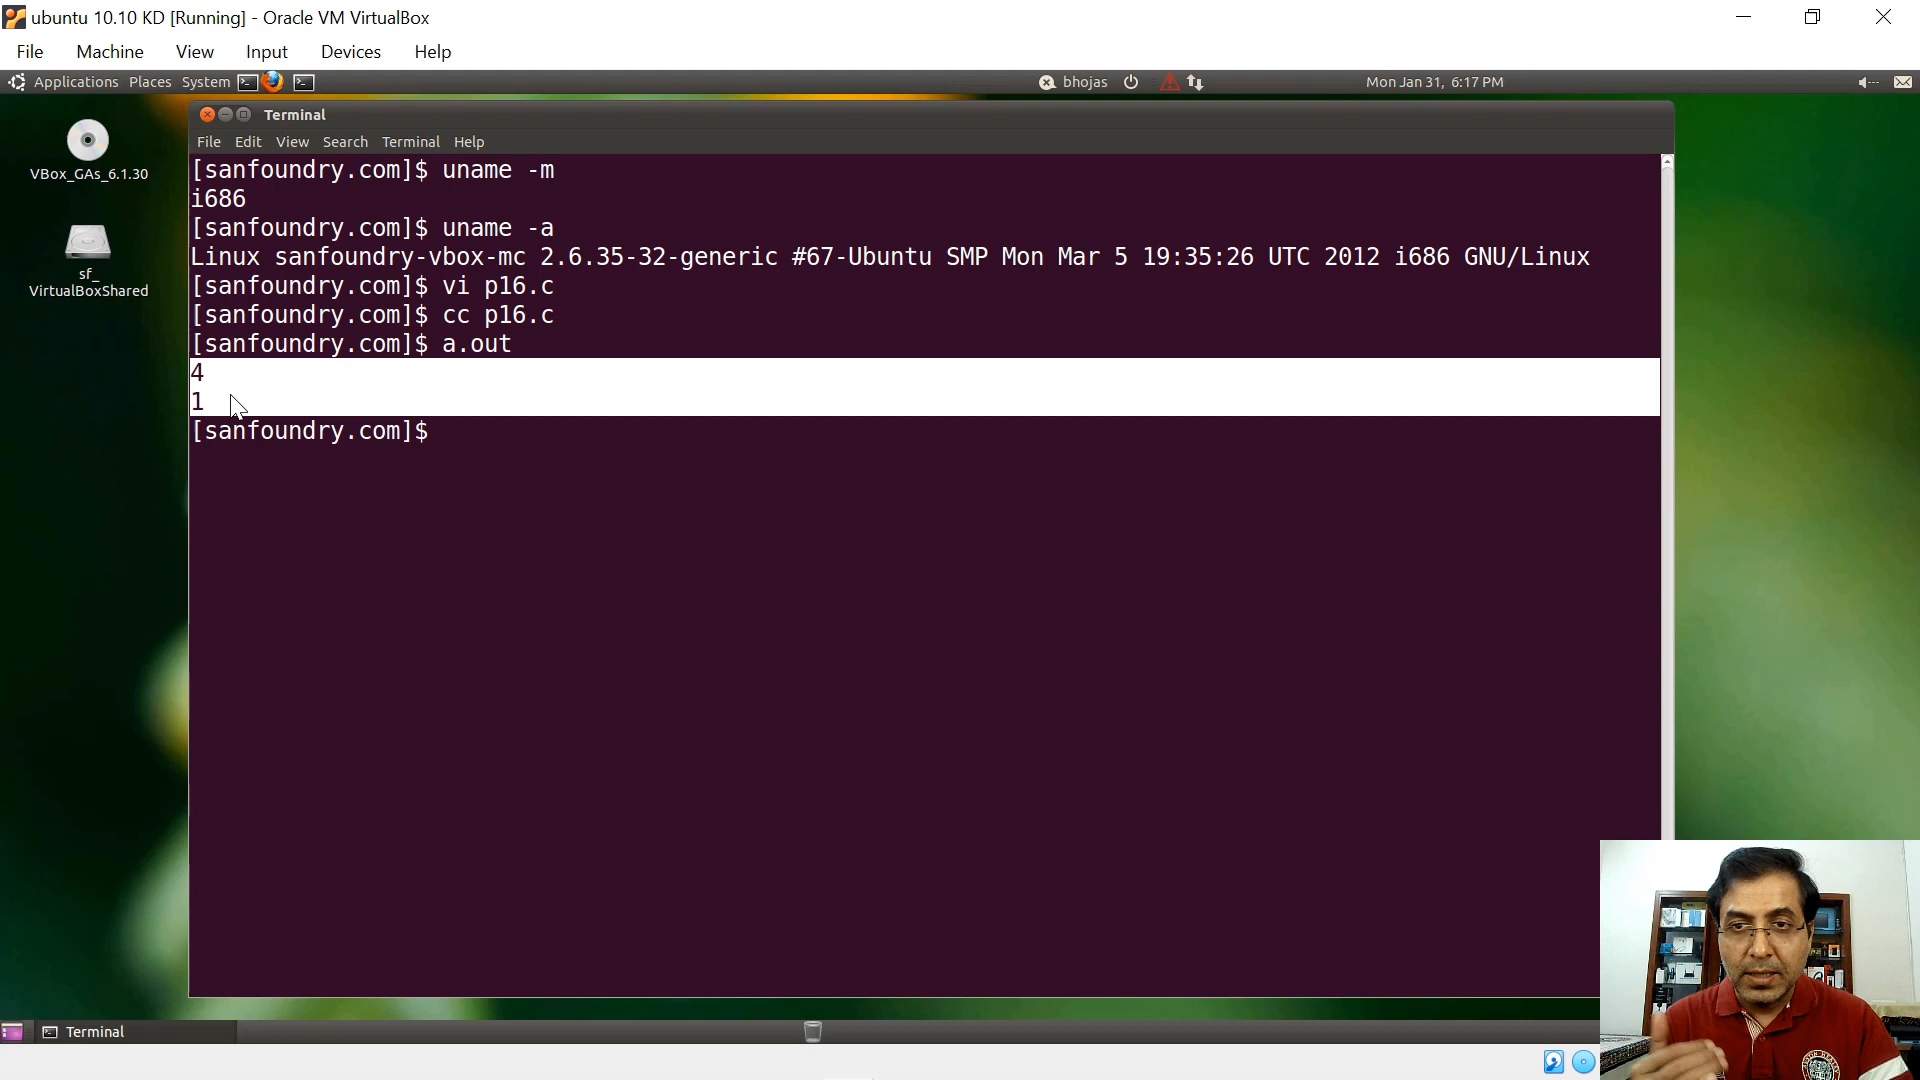 ubuntu 10.10 KD [Running] - Oracle VM VirtualBox
File Machine View Input Devices Help
Applications Places System bhojas Mon Jan 31, 6:17 PM
VBox_GAs_6.1.30
sf_
VirtualBoxShared
Terminal
File Edit View Search Terminal Help
[sanfoundry.com]$ uname -m
i686
[sanfoundry.com]$ uname -a
Linux sanfoundry-vbox-mc 2.6.35-32-generic #67-Ubuntu SMP Mon Mar 5 19:35:26 UTC 2012 i686 GNU/Linux
[sanfoundry.com]$ vi p16.c
[sanfoundry.com]$ cc p16.c
[sanfoundry.com]$ a.out
4
1
[sanfoundry.com]$
Terminal